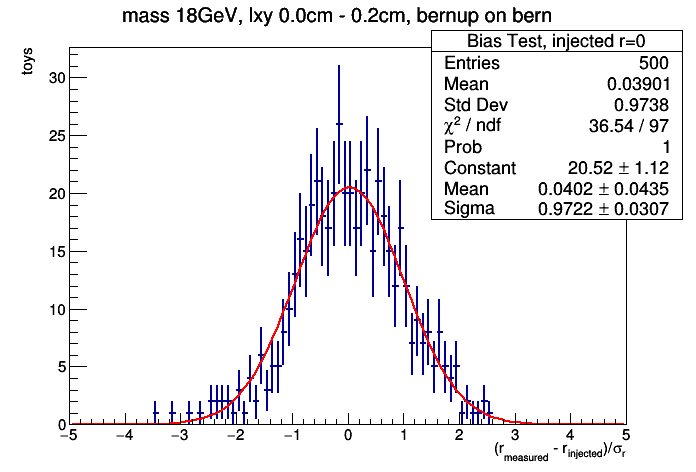 mass 18GeV, lxy 0.0cm - 0.2cm, bernup on bern
toys
Bias Test, injected r=0
Entries 500
Mean 0.03901
Std Dev 0.9738
χ² / ndf 36.54 / 97
Prob 1
Constant 20.52 ± 1.12
Mean 0.0402 ± 0.0435
Sigma 0.9722 ± 0.0307
30
25
20
15
10
5
0
−5 −4 −3 −2 −1 0 1 2 3 4 5
(r_measured - r_injected)/σ_r